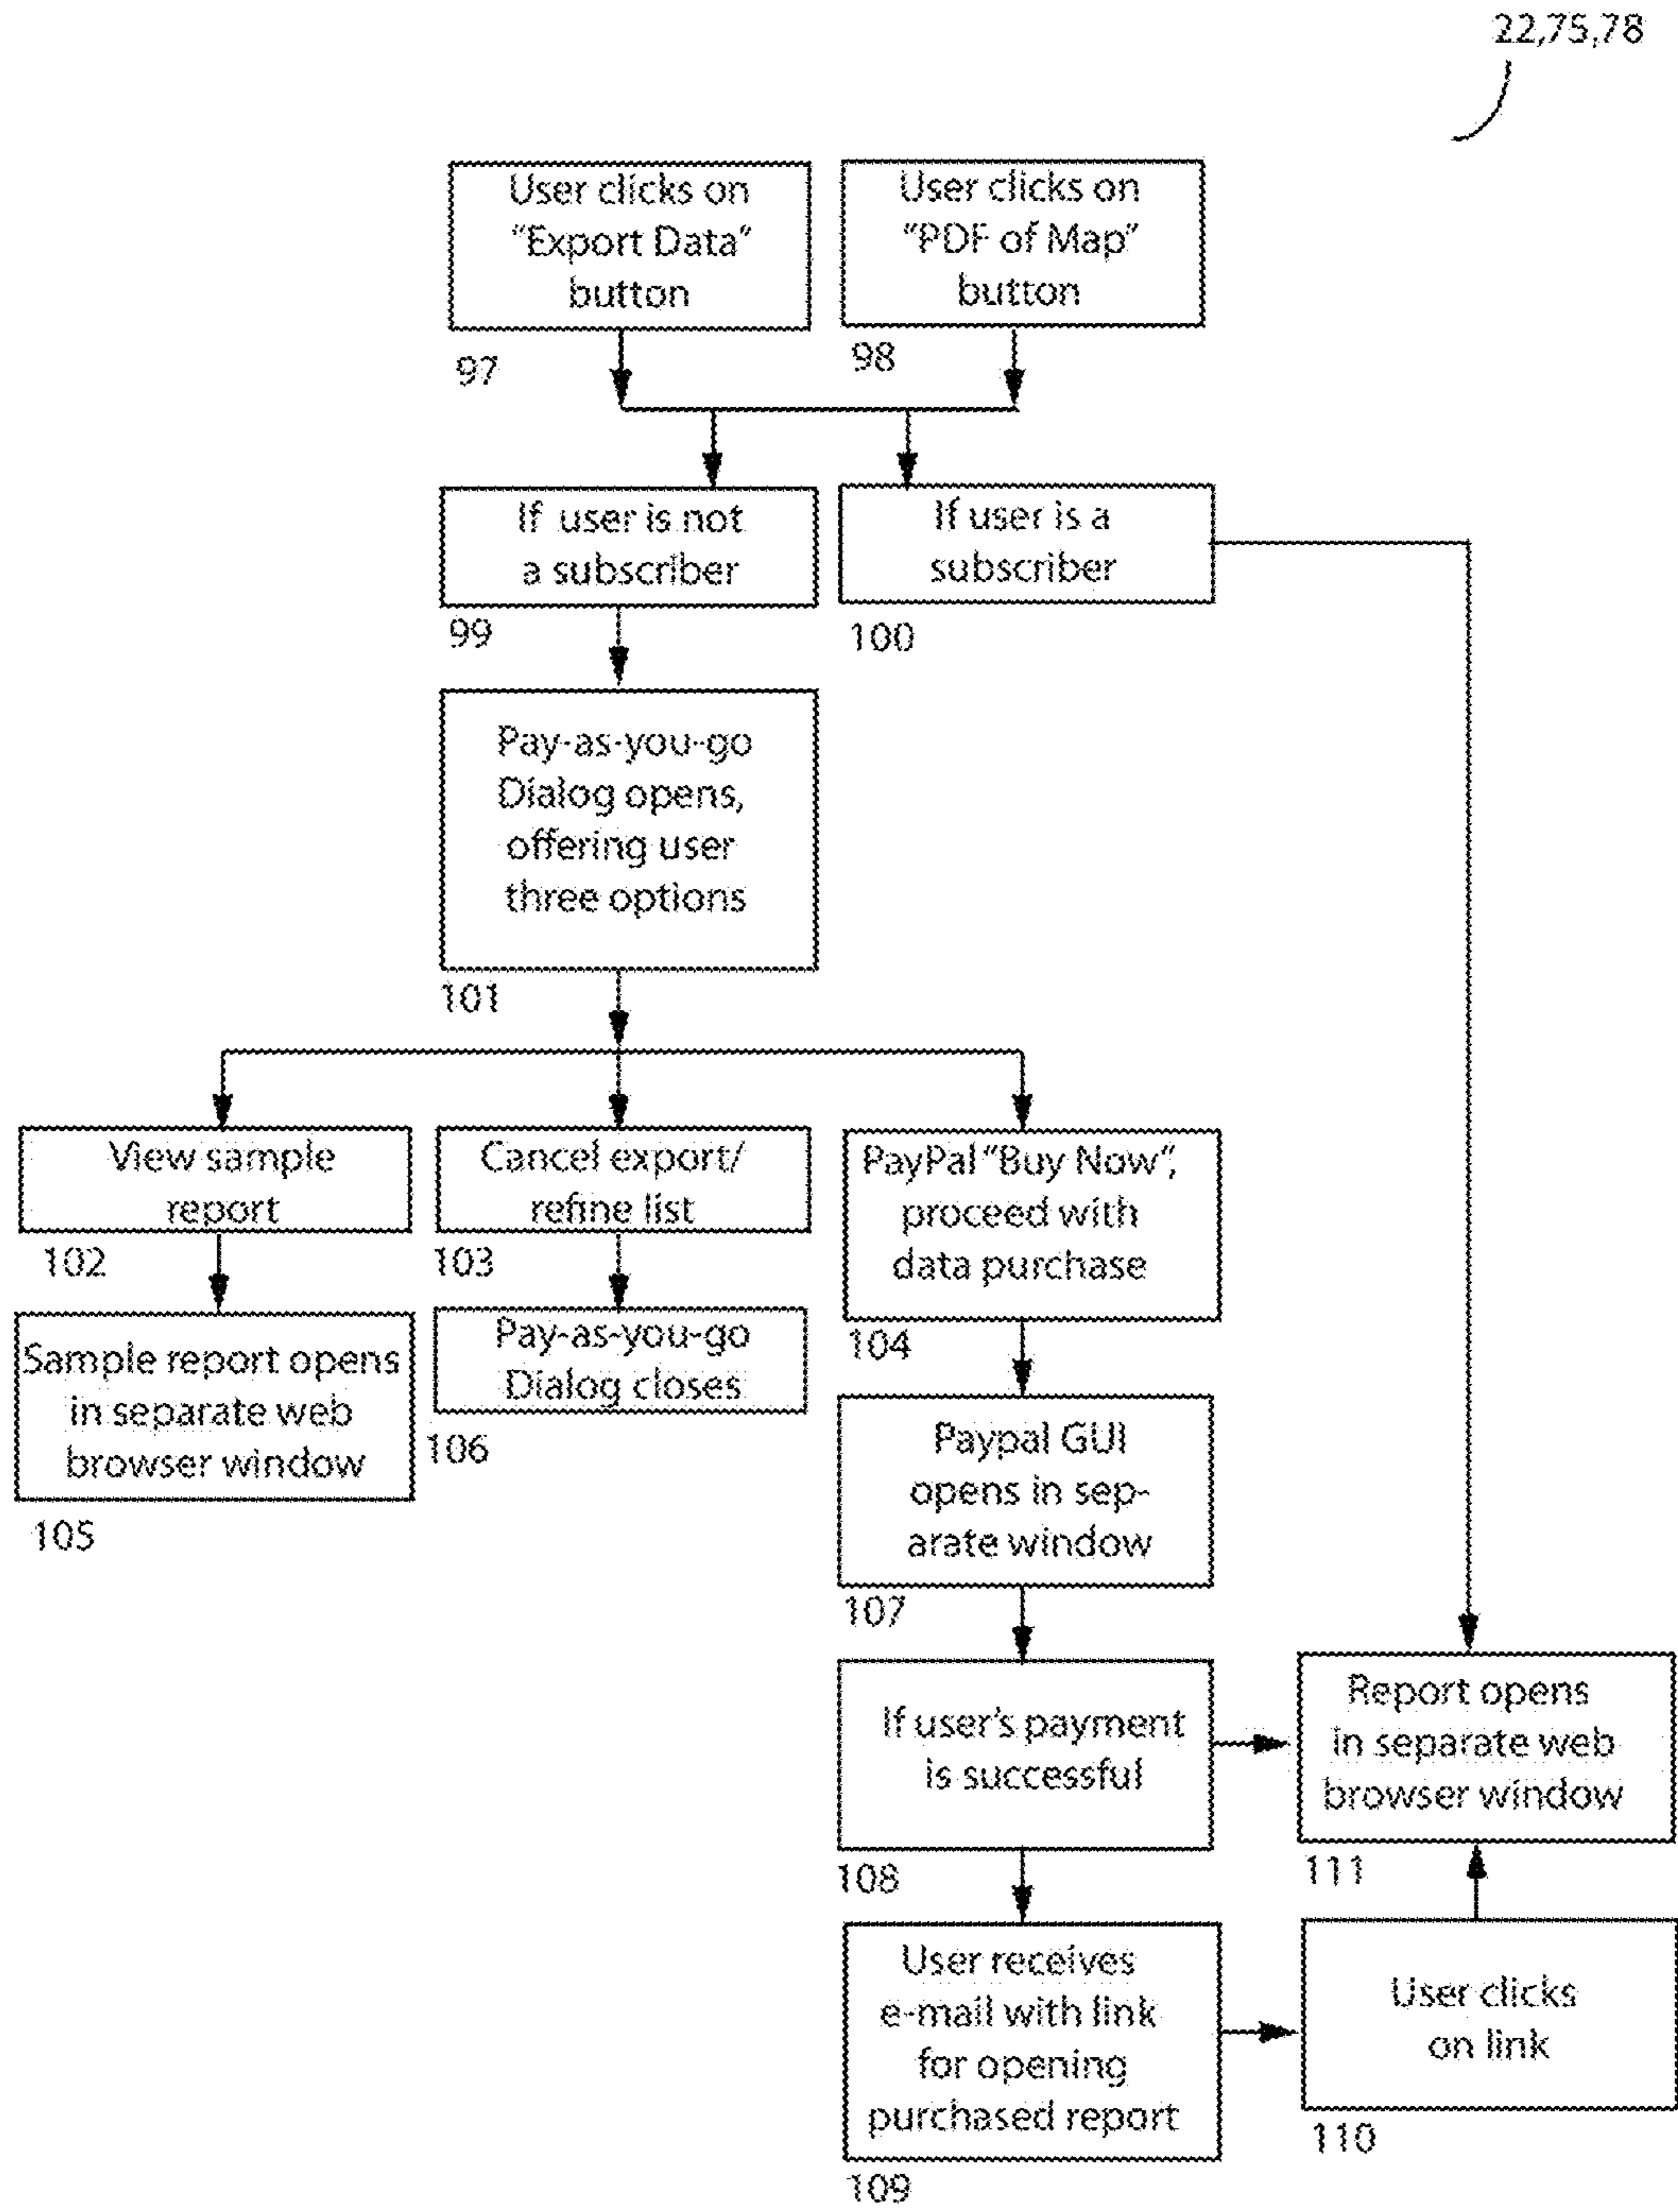 22,75,78
User clicks on
"Export Data"
button
97
User clicks on
"PDF of Map"
button
98
If user is not
a subscriber
99
If user is a
subscriber
100
Pay-as-you-go
Dialog opens,
offering user
three options
101
View sample
report
102
Cancel export/
refine list
103
PayPal "Buy Now",
proceed with
data purchase
104
Sample report opens
in separate web
browser window
105
Pay-as-you-go
Dialog closes
106
Paypal GUI
opens in sep-
arate window
107
If user's payment
is successful
108
Report opens
in separate web
browser window
111
User receives
e-mail with link
for opening
purchased report
109
User clicks
on link
110